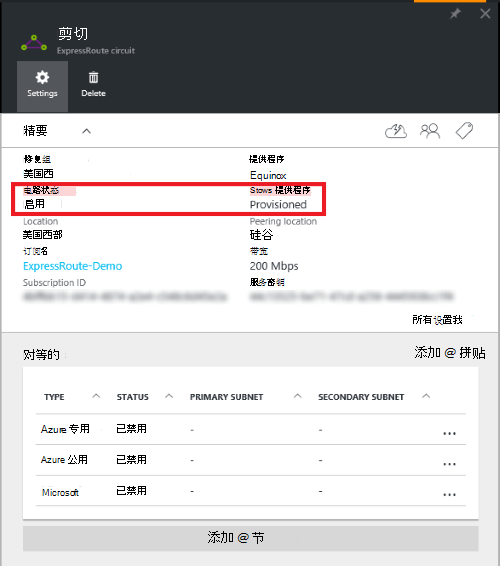 剪切
ExpressRoute circuit
Settings
Delete
精要
修复组
提供程序
美国西
Equinox
电路状态
Stows 提供程序
启用
Provisioned
Location
Peering location
美国西部
硅谷
订阅名
带宽
ExpressRoute-Demo
200 Mbps
Subscription ID
服务密钥
所有设置我
对等的
添加 @ 拼贴
TYPE STATUS PRIMARY SUBNET SECONDARY SUBNET
Azure 专用 已禁用 - - ...
Azure 公用 已禁用 - - ...
Microsoft 已禁用 - - ...
添加 @ 节